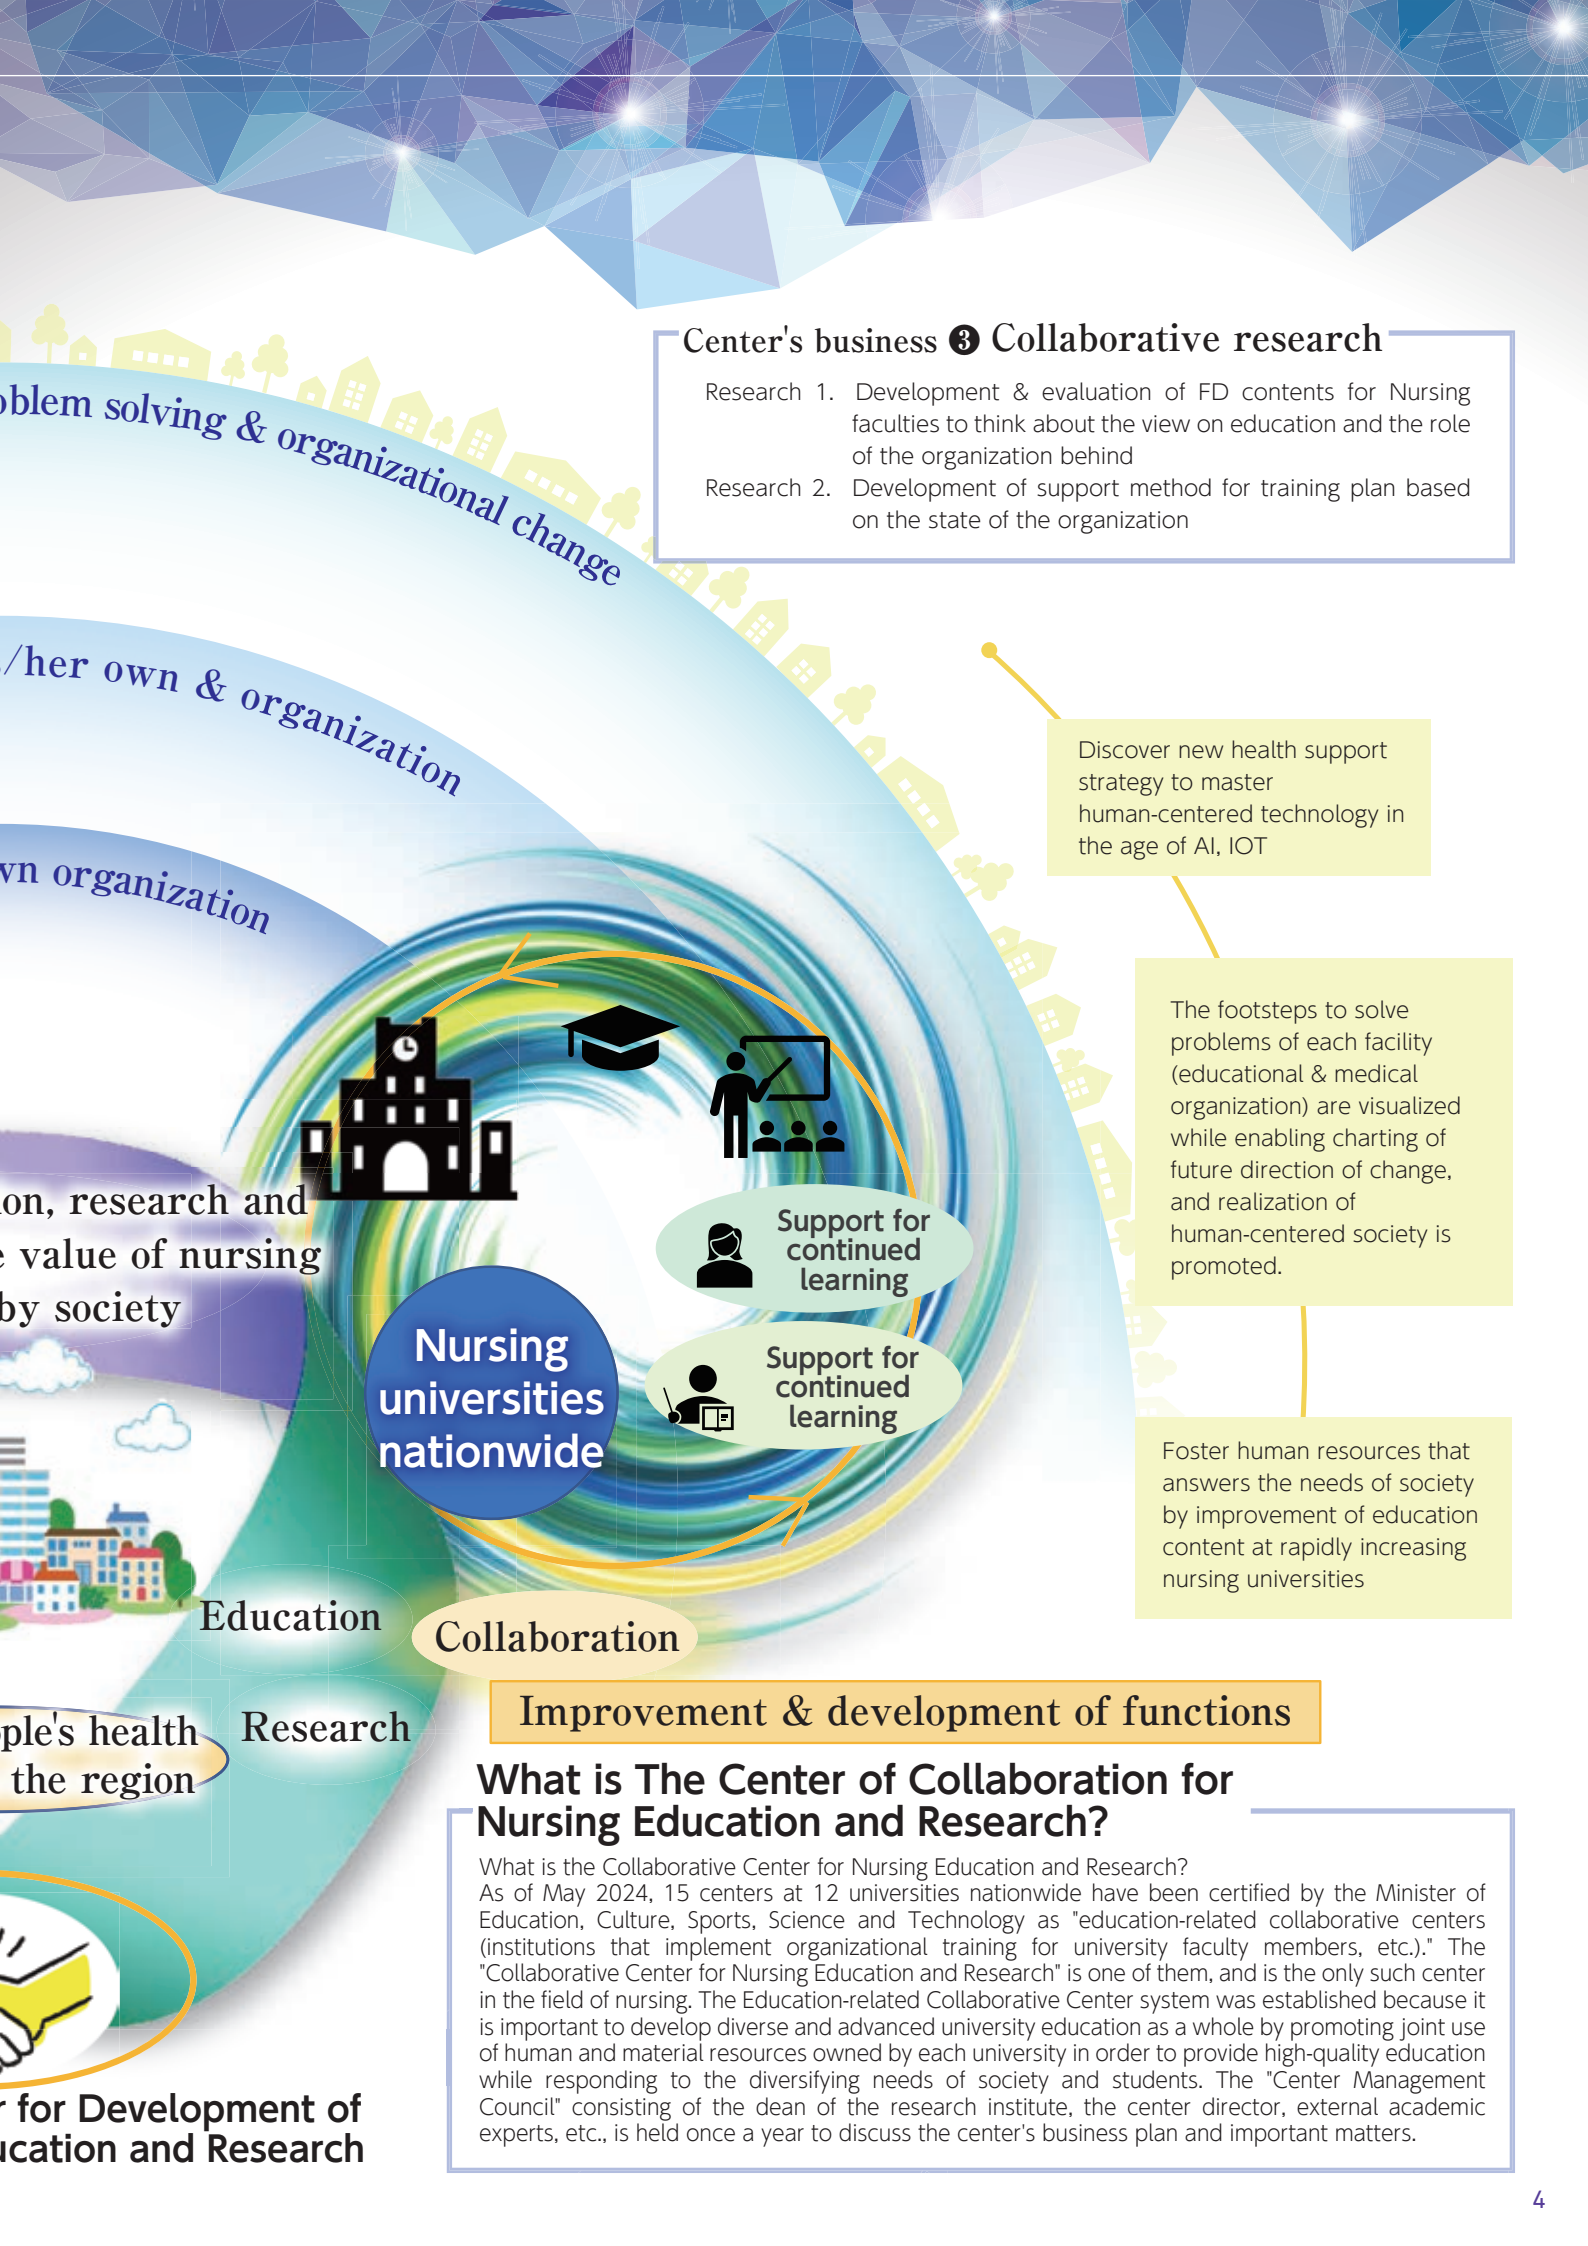 Center's business ❸ Collaborative research
Research 1. Development & evaluation of FD contents for Nursing
faculties to think about the view on education and the role
of the organization behind
Research 2. Development of support method for training plan based
on the state of the organization
solving & organizational change
/her own & organization
organization
Discover new health support
strategy to master
human-centered technology in
the age of AI, IOT
The footsteps to solve
problems of each facility
(educational & medical
organization) are visualized
while enabling charting of
future direction of change,
and realization of
human-centered society is
promoted.
research and
value of nursing
by society
Support for
continued
learning
Nursing
universities
nationwide
Support for
continued
learning
Foster human resources that
answers the needs of society
by improvement of education
content at rapidly increasing
nursing universities
Education
Collaboration
Research
health
the region
Improvement & development of functions
What is The Center of Collaboration for
Nursing Education and Research?
What is the Collaborative Center for Nursing Education and Research?
As of May 2024, 15 centers at 12 universities nationwide have been certified by the Minister of
Education, Culture, Sports, Science and Technology as "education-related collaborative centers
(institutions that implement organizational training for university faculty members, etc.)." The
"Collaborative Center for Nursing Education and Research" is one of them, and is the only such center
in the field of nursing. The Education-related Collaborative Center system was established because it
is important to develop diverse and advanced university education as a whole by promoting joint use
of human and material resources owned by each university in order to provide high-quality education
while responding to the diversifying needs of society and students. The "Center Management
Council" consisting of the dean of the research institute, the center director, external academic
experts, etc., is held once a year to discuss the center's business plan and important matters.
for Development of
and Research
4